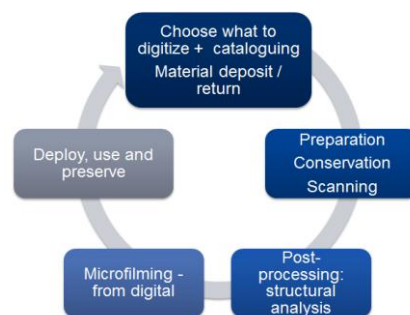 Choose what to
digitize + cataloguing
Material deposit /
return
Preparation
Conservation
Scanning
Post-
processing:
structural
analysis
Microfilming -
from digital
Deploy, use and
preserve